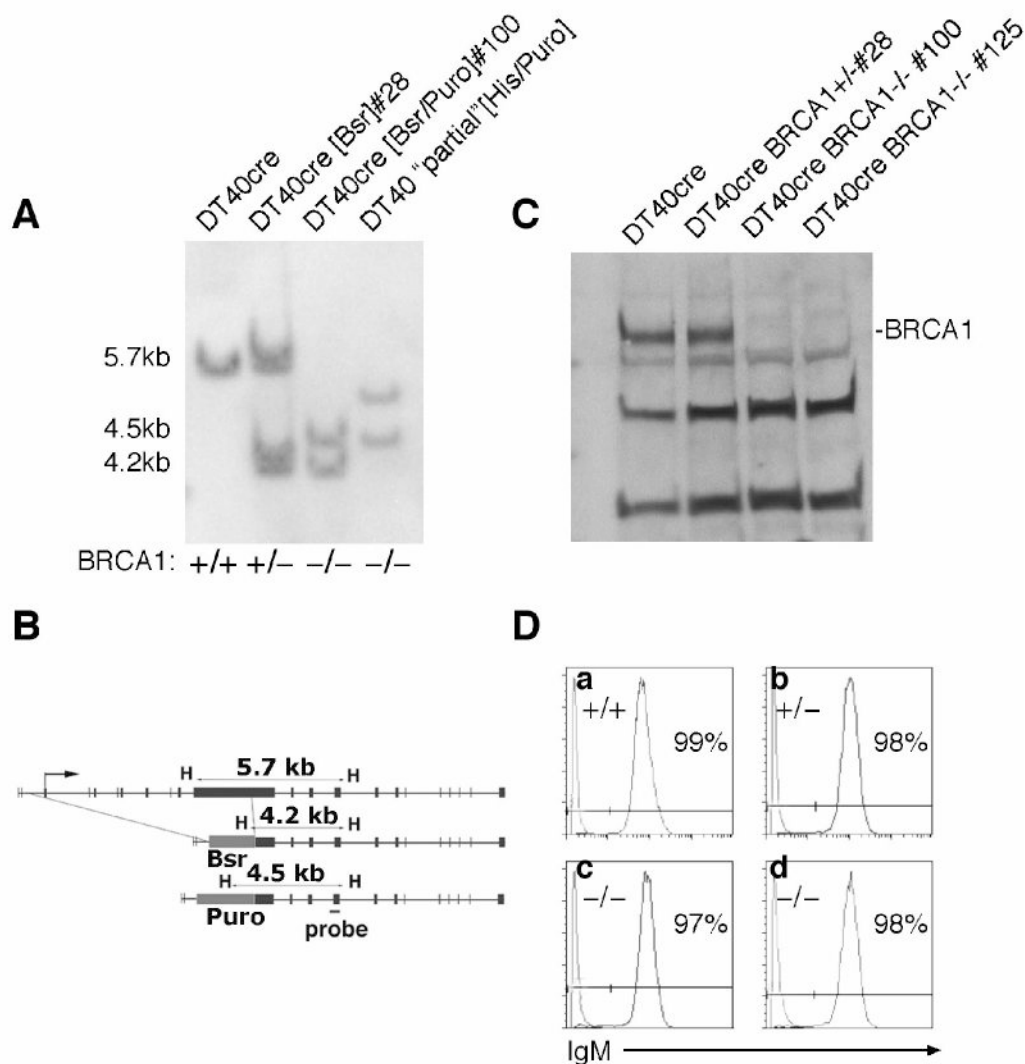 A
DT40cre
DT40cre [Bsr]#28
DT40cre [Bsr/Puro]#100
DT40 "partial"[His/Puro]
5.7kb
4.5kb
4.2kb
BRCA1: +/+ +/− −/− −/−
C
DT40cre
DT40cre BRCA1+/-#28
DT40cre BRCA1-/- #100
DT40cre BRCA1-/- #125
-BRCA1
B
H 5.7 kb H
H 4.2 kb H
Bsr
H 4.5 kb H
Puro
probe
D
a
+/+
99%
b
+/−
98%
c
−/−
97%
d
−/−
98%
IgM